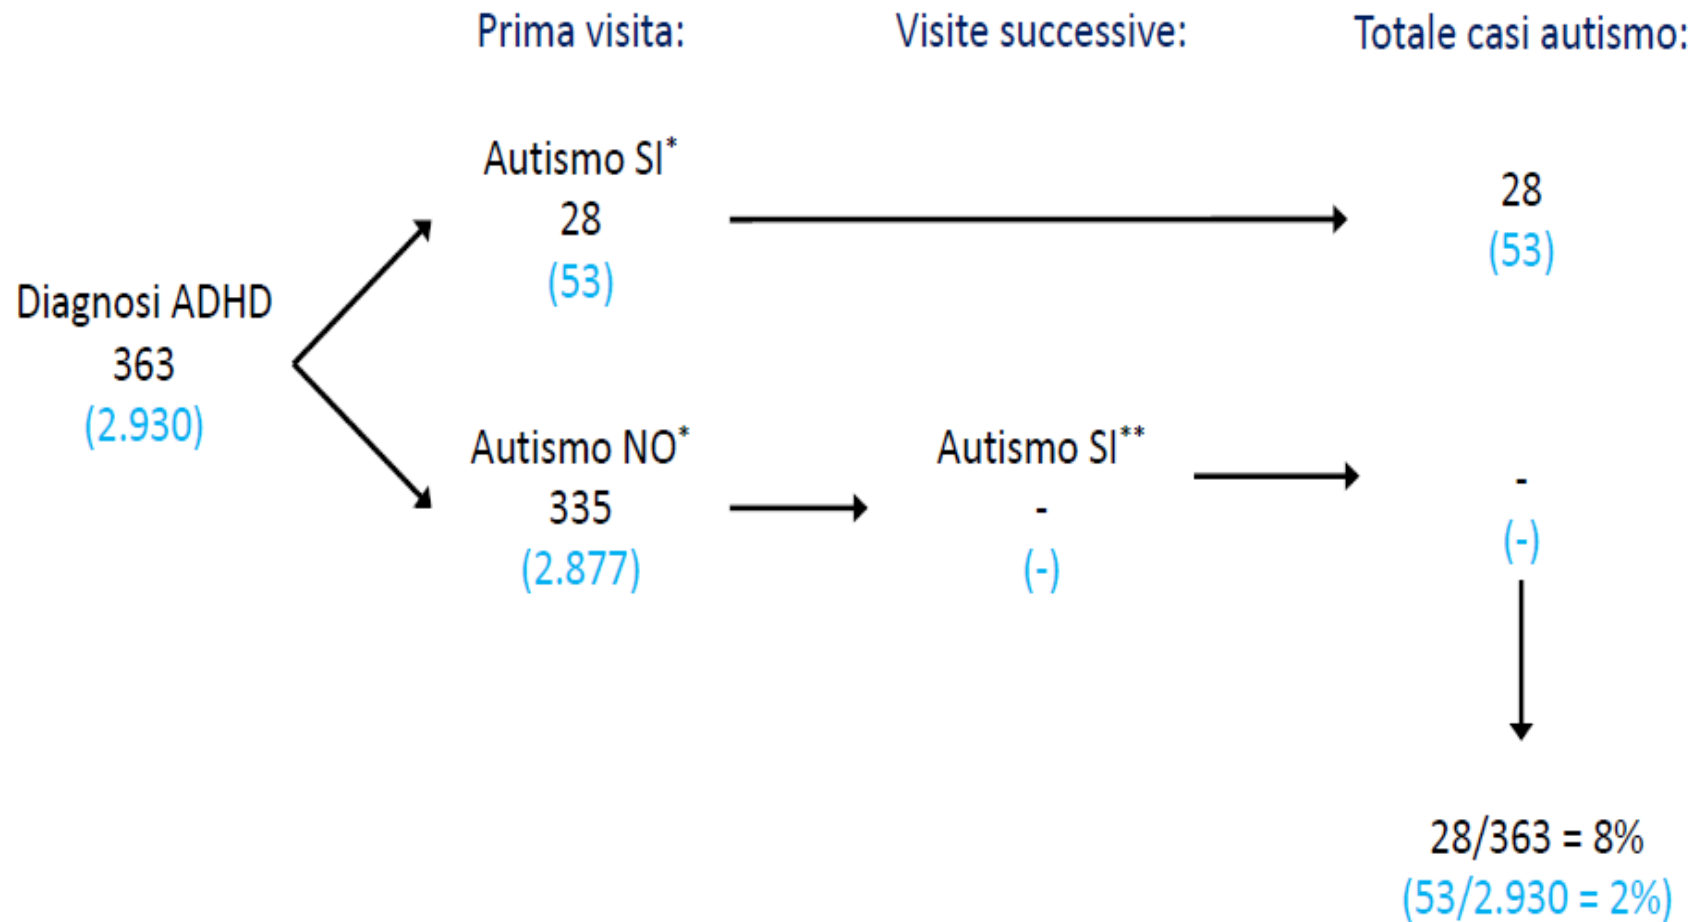 Prima visita:
Visite successive:
Totale casi autismo:
Autismo SI*
28
(53)
28
(53)
Diagnosi ADHD
363
(2.930)
Autismo NO*
335
(2.877)
Autismo SI**
-
(-)
-
(-)
28/363 = 8%
(53/2.930 = 2%)